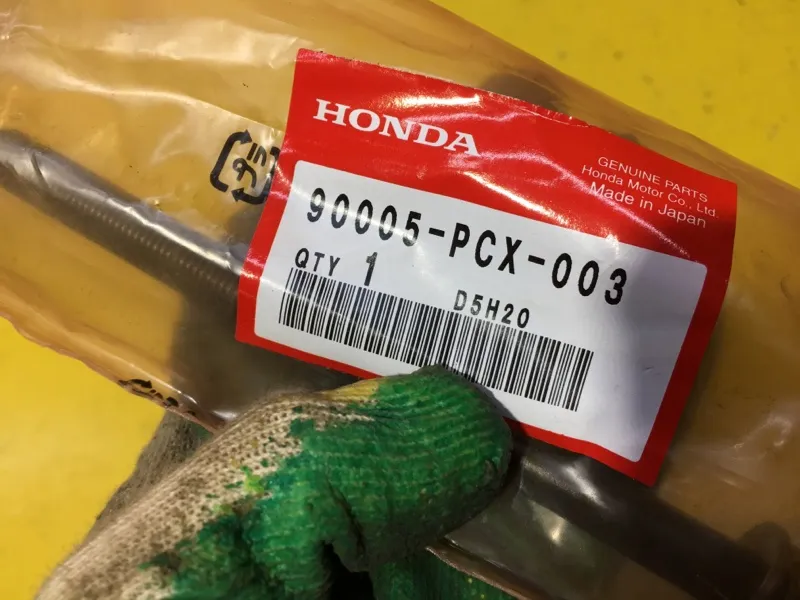 HONDA
GENUINE PARTS
Honda Motor Co., Ltd.
Made in Japan
90005-PCX-003
QTY 1
D5H20